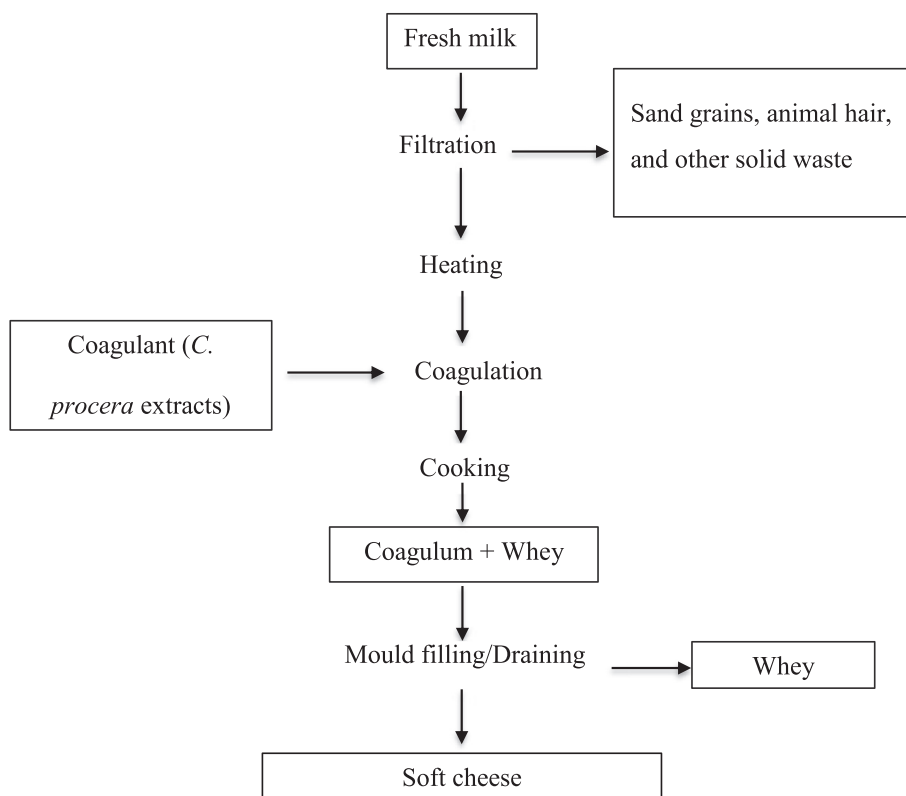 Fresh milk
Sand grains, animal hair,
Filtration
and other solid waste
Heating
Coagulant (C.
procera extracts)
Coagulation
Cooking
Coagulum + Whey
Mould filling/Draining
Whey
Soft cheese